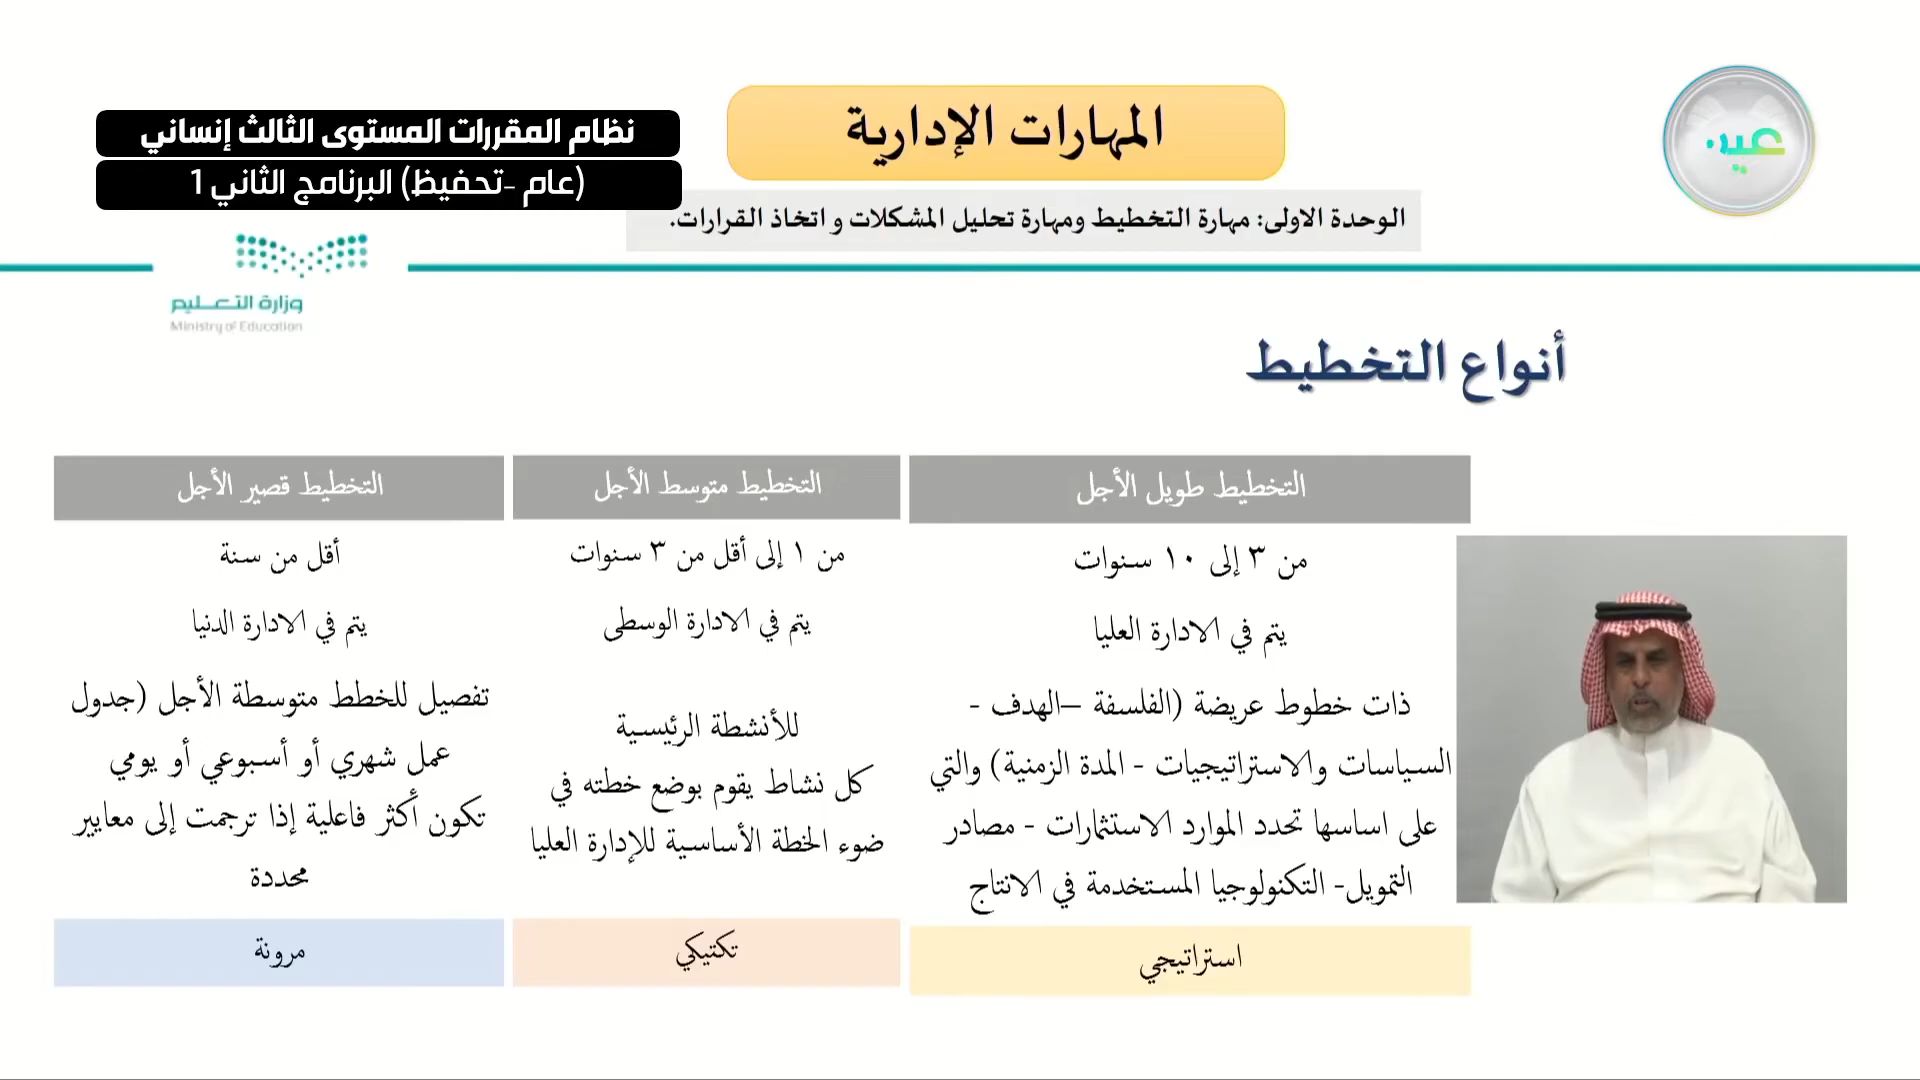 المهارات الإدارية
نظام المقررات المستوى الثالث إنساني
(عام -تحفيظ) البرنامج الثاني 1
الوحدة الاولى: مهارة التخطيط ومهارة تحليل المشكلات و اتخاذ القرارات.
عين
وزارة التعليم
Ministry of Education
أنواع التخطيط
التخطيط طويل الأجل
من ٣ إلى ١٠ سنوات
يتم في الادارة العليا
ذات خطوط عريضة (الفلسفة –الهدف -
السياسات والاستراتيجيات - المدة الزمنية) والتي
على اساسها تحدد الموارد الاستثمارات - مصادر
التمويل- التكنولوجيا المستخدمة في الانتاج
استراتيجي
التخطيط متوسط الأجل
من ١ إلى أقل من ٣ سنوات
يتم في الادارة الوسطى
للأنشطة الرئيسية
كل نشاط يقوم بوضع خطته في
ضوء الخطة الأساسية للإدارة العليا
تكتيكي
التخطيط قصير الأجل
أقل من سنة
يتم في الادارة الدنيا
تفصيل للخطط متوسطة الأجل (جدول
عمل شهري أو أسبوعي أو يومي
تكون أكثر فاعلية إذا ترجمت إلى معايير
محددة
مرونة